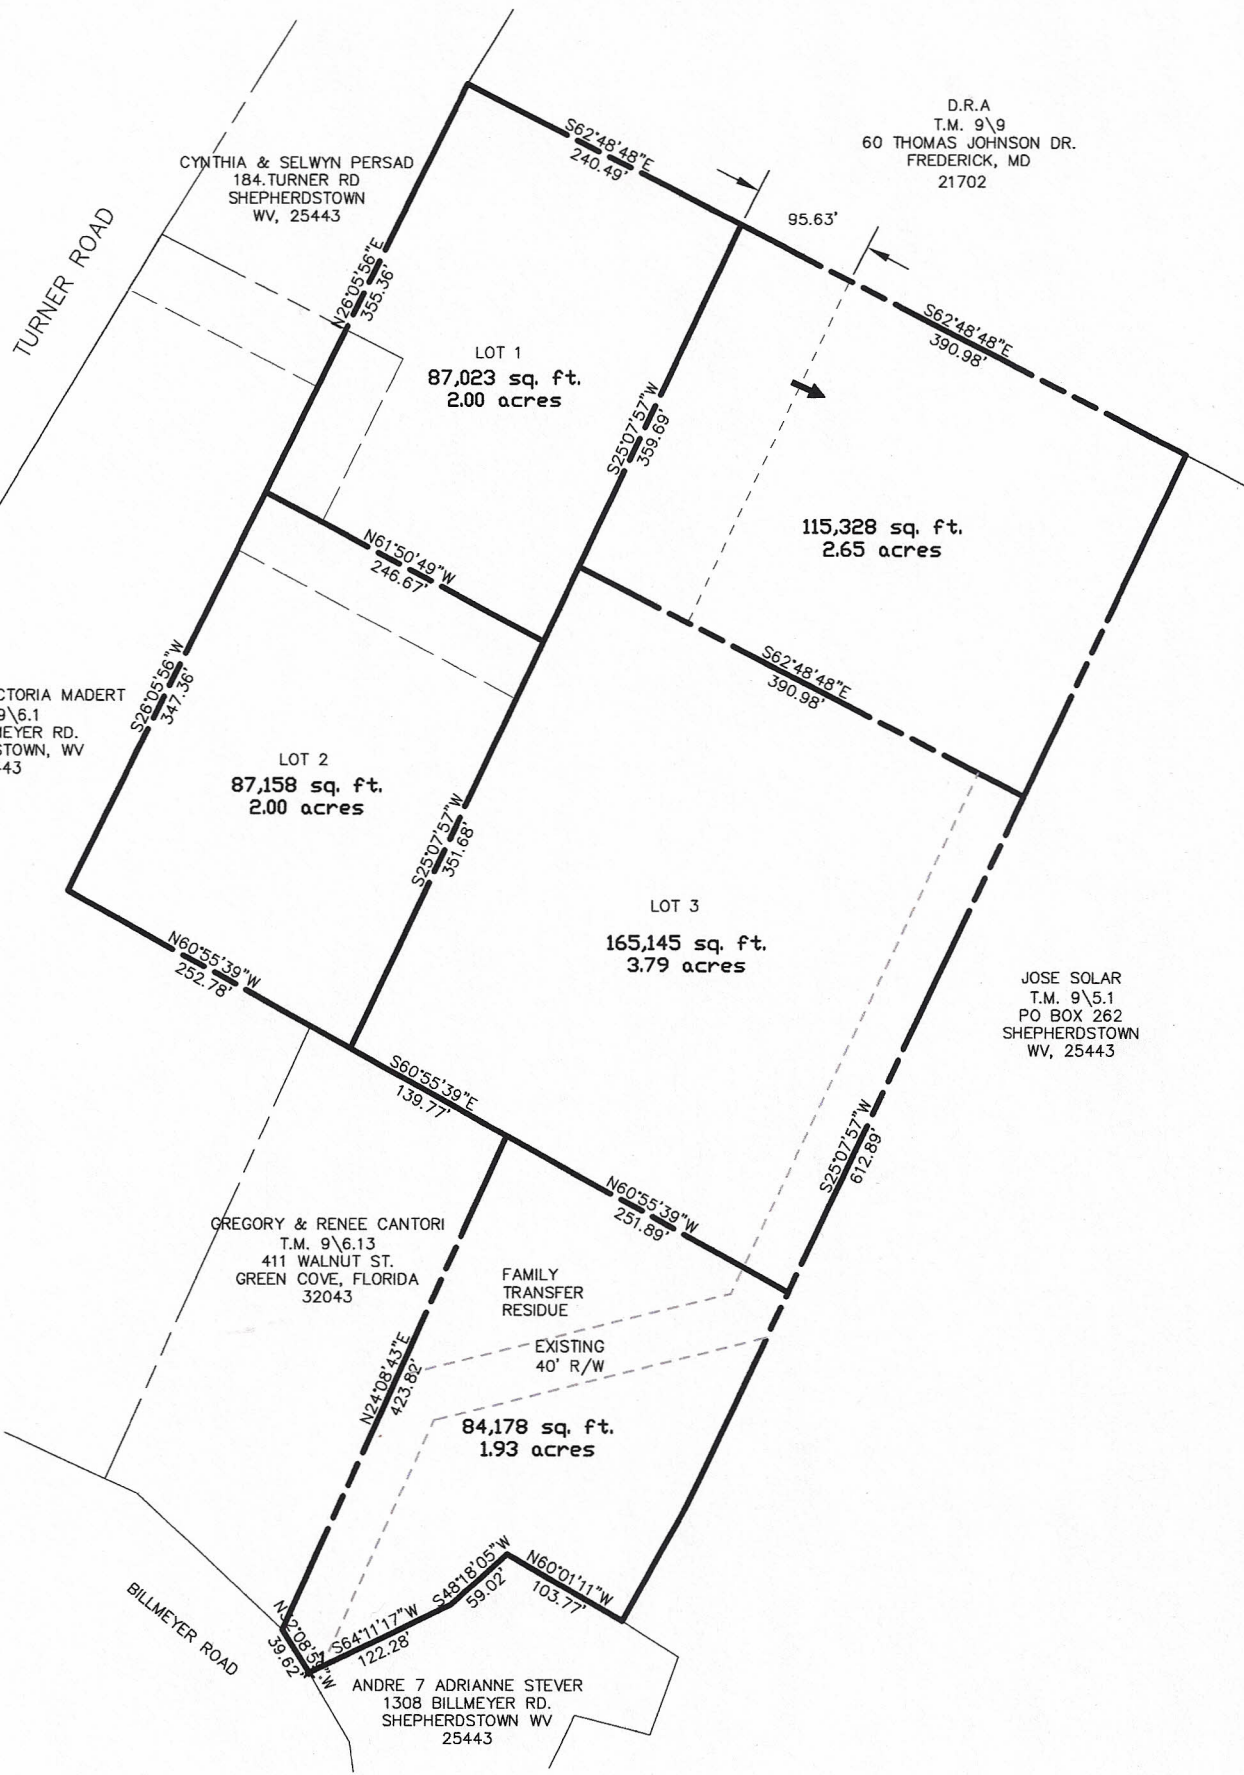 D.R.A
T.M. 9\9
60 THOMAS JOHNSON DR.
FREDERICK, MD
21702
S62°48'48"E
240.49'
CYNTHIA & SELWYN PERSAD
184.TURNER RD
SHEPHERDSTOWN
WV, 25443
95.63'
TURNER ROAD
N26°05'56"E
355.36'
S62°48'48"E
390.98'
LOT 1
87,023 sq. ft.
2.00 acres
S25°07'57"W
359.69'
115,328 sq. ft.
2.65 acres
N61°50'49"W
246.67'
S26°05'56"W
347.36'
S62°48'48"E
390.98'
CTORIA MADERT
9\6.1
MEYER RD.
STOWN, WV
43
LOT 2
87,158 sq. ft.
2.00 acres
S25°07'57"W
351.68'
LOT 3
165,145 sq. ft.
3.79 acres
N60°55'39"W
252.78'
JOSE SOLAR
T.M. 9\5.1
PO BOX 262
SHEPHERDSTOWN
WV, 25443
S60°55'39"E
139.77'
S25°07'57"W
612.89'
N60°55'39"W
251.89'
GREGORY & RENEE CANTORI
T.M. 9\6.13
411 WALNUT ST.
GREEN COVE, FLORIDA
32043
FAMILY
TRANSFER
RESIDUE
EXISTING
40' R/W
N24°08'43"E
423.82'
84,178 sq. ft.
1.93 acres
S48°18'05"W
59.02'
N60°01'11"W
103.77'
BILLMEYER ROAD
39.62'
S64°11'17"W
122.28'
ANDRE 7 ADRIANNE STEVER
1308 BILLMEYER RD.
SHEPHERDSTOWN WV
25443